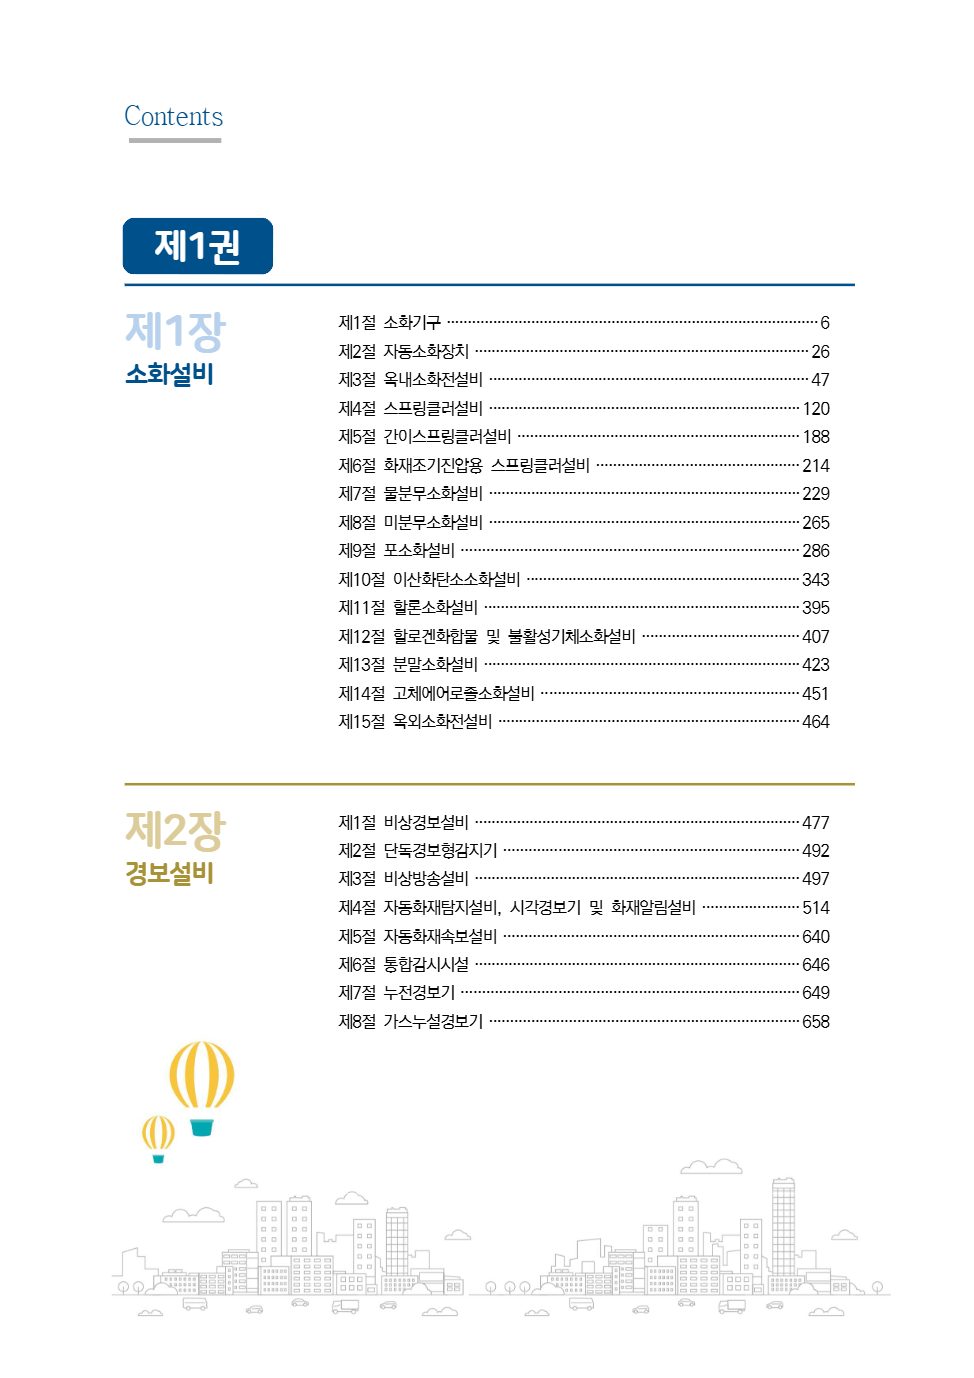 Contents
제1권
제1장
소화설비
제1절 소화기구 ········ 6
제2절 자동소화장치 ········ 26
제3절 옥내소화전설비 ········ 47
제4절 스프링클러설비 ········ 120
제5절 간이스프링클러설비 ········ 188
제6절 화재조기진압용 스프링클러설비 ········ 214
제7절 물분무소화설비 ········ 229
제8절 미분무소화설비 ········ 265
제9절 포소화설비 ········ 286
제10절 이산화탄소소화설비 ········ 343
제11절 할론소화설비 ········ 395
제12절 할로겐화합물 및 불활성기체소화설비 ········ 407
제13절 분말소화설비 ········ 423
제14절 고체에어로졸소화설비 ········ 451
제15절 옥외소화전설비 ········ 464
제2장
경보설비
제1절 비상경보설비 ········ 477
제2절 단독경보형감지기 ········ 492
제3절 비상방송설비 ········ 497
제4절 자동화재탐지설비, 시각경보기 및 화재알림설비 ········ 514
제5절 자동화재속보설비 ········ 640
제6절 통합감시시설 ········ 646
제7절 누전경보기 ········ 649
제8절 가스누설경보기 ········ 658